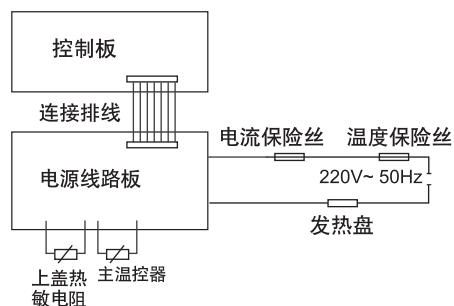 控制板
连接排线
电流保险丝
温度保险丝
电源线路板
220V~ 50Hz
发热盘
上盖热
敏电阻
主温控器